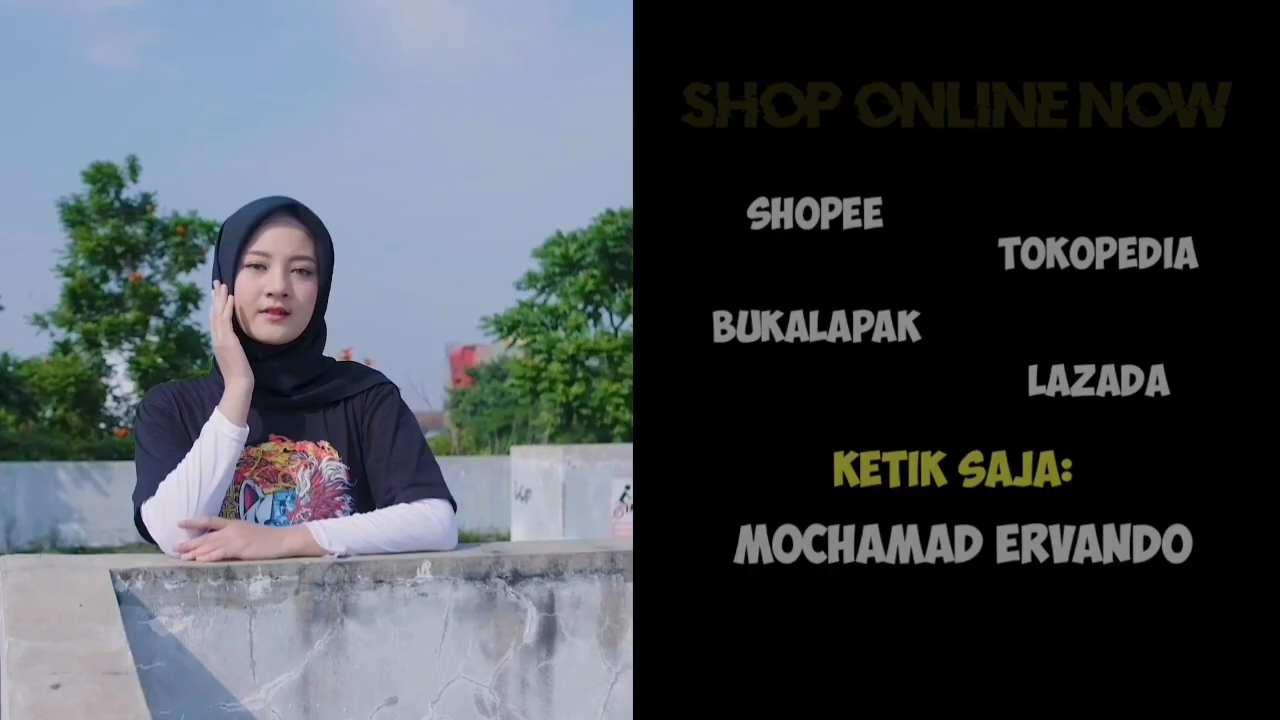 SHOP ONLINE NOW
SHOPEE
TOKOPEDIA
BUKALAPAK
LAZADA
KETIK SAJA:
MOCHAMAD ERVANDO